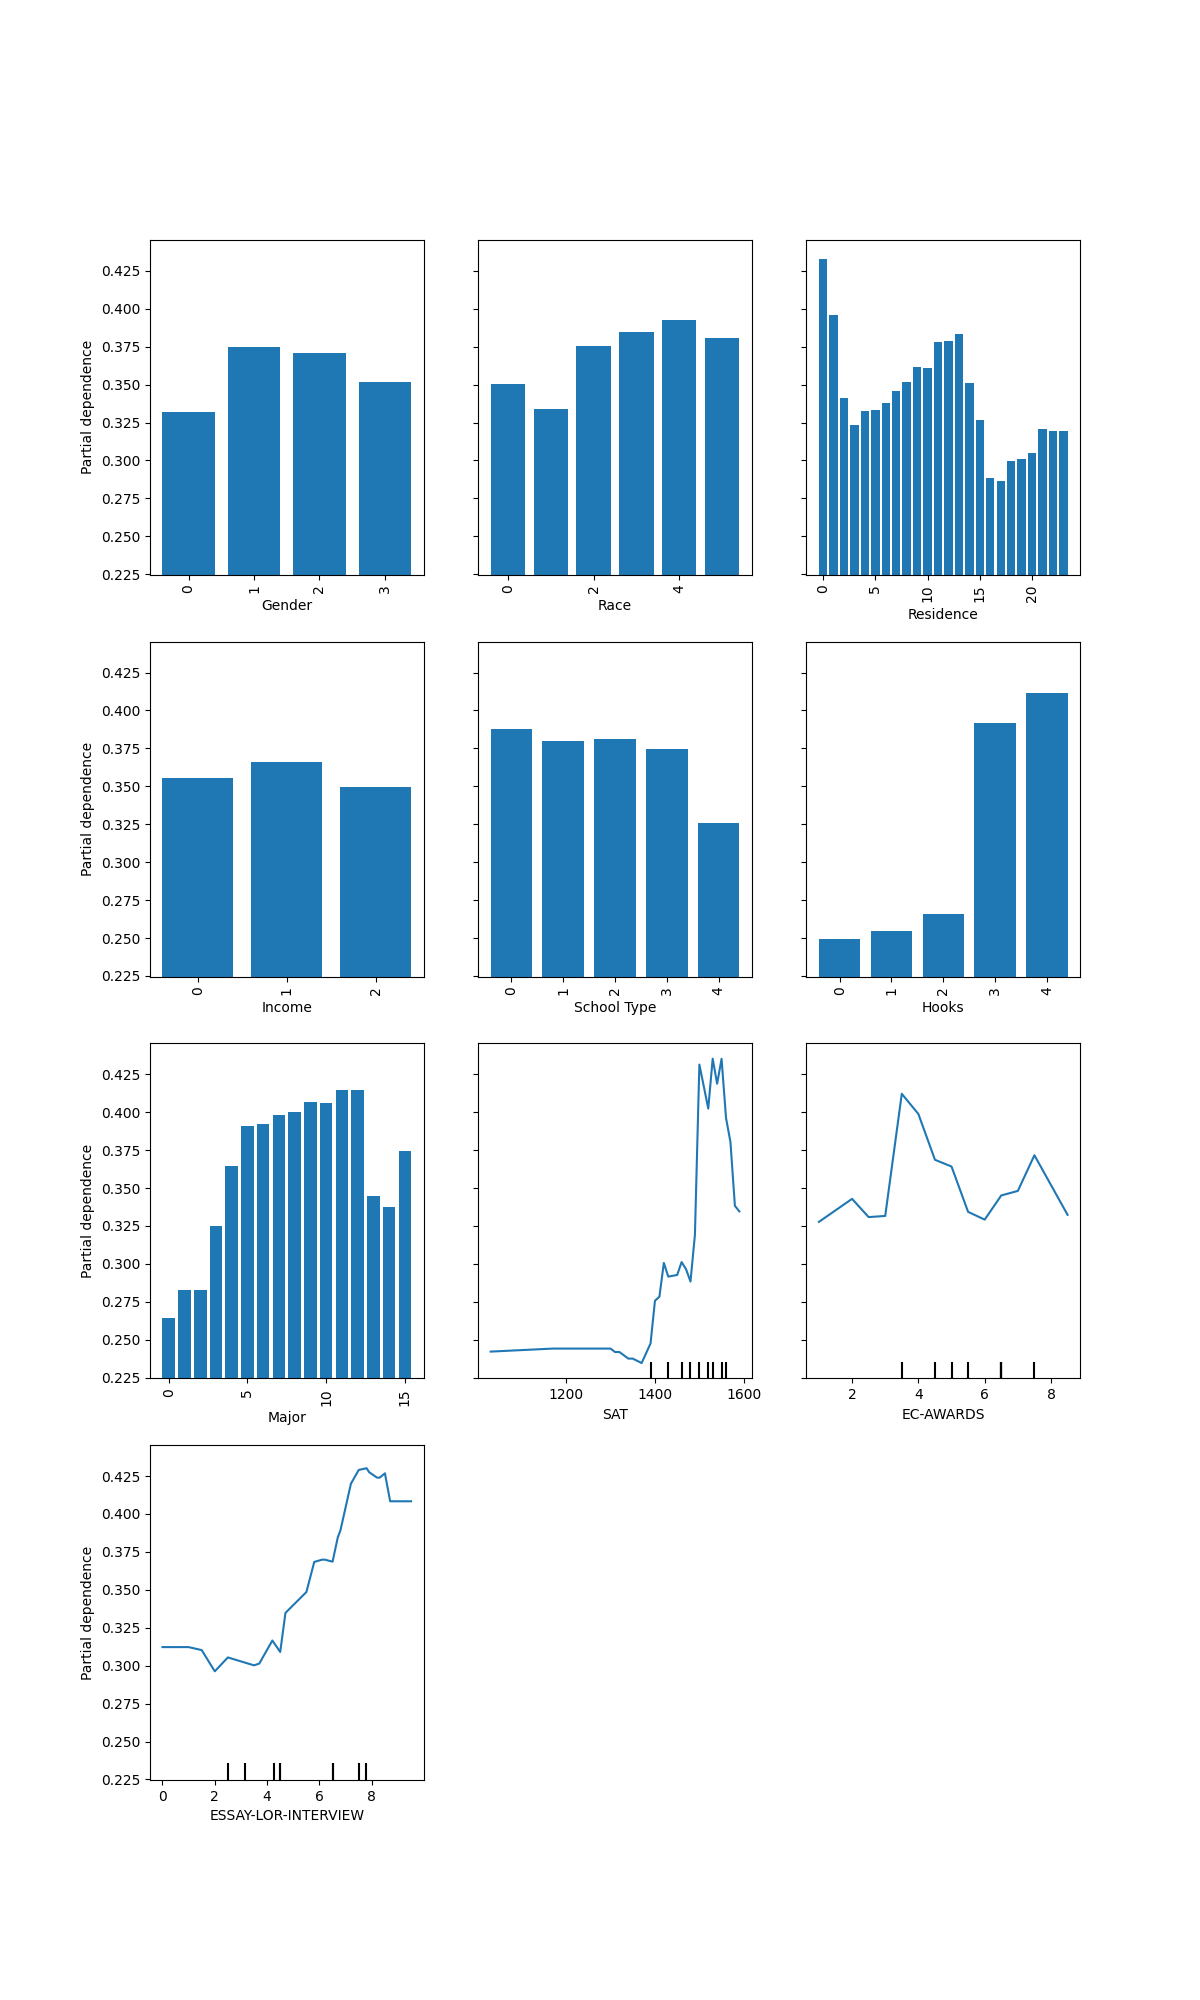 0.425
0.400
0.375
0.350
0.325
0.300
0.275
0.250
0.225
Partial dependence
0 1 2 3
Gender
0 2 4
Race
0 5 10 15 20
Residence
0.425
0.400
0.375
0.350
0.325
0.300
0.275
0.250
0.225
Partial dependence
0 1 2
Income
0 1 2 3 4
School Type
0 1 2 3 4
Hooks
0.425
0.400
0.375
0.350
0.325
0.300
0.275
0.250
0.225
Partial dependence
0 5 10 15
Major
1200 1400 1600
SAT
2 4 6 8
EC-AWARDS
0.425
0.400
0.375
0.350
0.325
0.300
0.275
0.250
0.225
Partial dependence
0 2 4 6 8
ESSAY-LOR-INTERVIEW